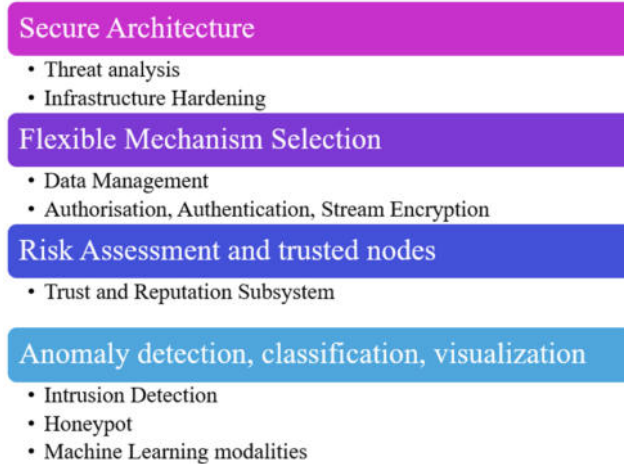 Secure Architecture
• Threat analysis
• Infrastructure Hardening
Flexible Mechanism Selection
• Data Management
• Authorisation, Authentication, Stream Encryption
Risk Assessment and trusted nodes
• Trust and Reputation Subsystem
Anomaly detection, classification, visualization
• Intrusion Detection
• Honeypot
• Machine Learning modalities